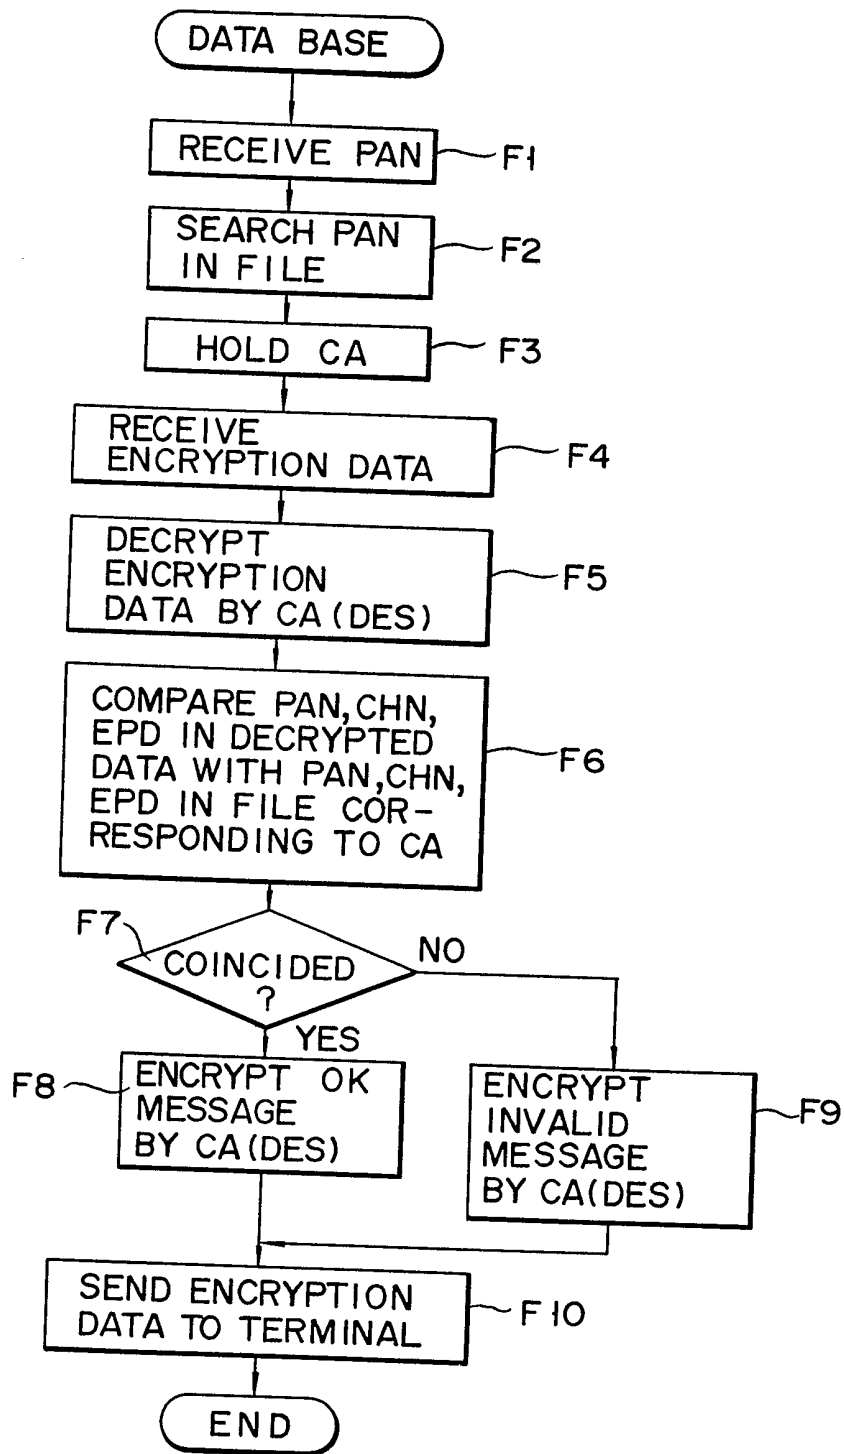 DATA BASE
RECEIVE PAN
F1
SEARCH PAN
IN FILE
F2
HOLD CA
F3
RECEIVE
ENCRYPTION DATA
F4
DECRYPT
ENCRYPTION
DATA BY CA (DES)
F5
COMPARE PAN, CHN,
EPD IN DECRYPTED
DATA WITH PAN, CHN,
EPD IN FILE COR-
RESPONDING TO CA
F6
F7
COINCIDED
?
NO
YES
F8
ENCRYPT OK
MESSAGE
BY CA (DES)
ENCRYPT
INVALID
MESSAGE
BY CA(DES)
F9
SEND ENCRYPTION
DATA TO TERMINAL
F10
END